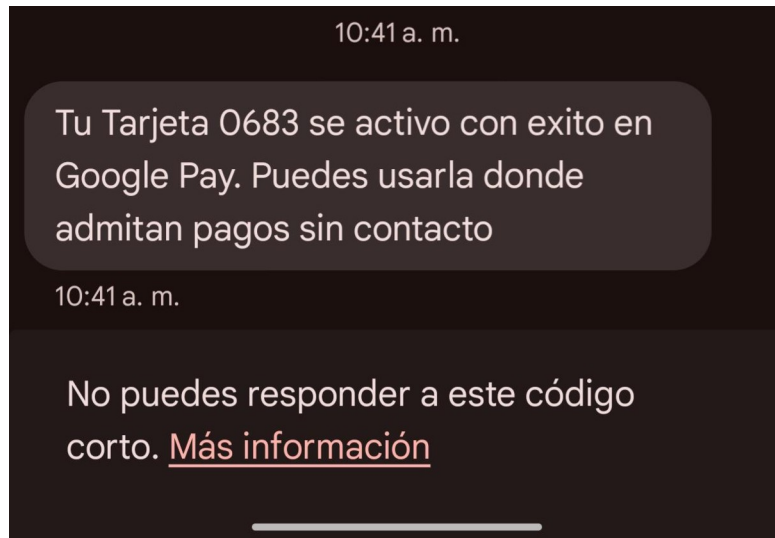 10:41 a. m.
Tu Tarjeta 0683 se activo con exito en
Google Pay. Puedes usarla donde
admitan pagos sin contacto
10:41 a. m.
No puedes responder a este código
corto. Más información